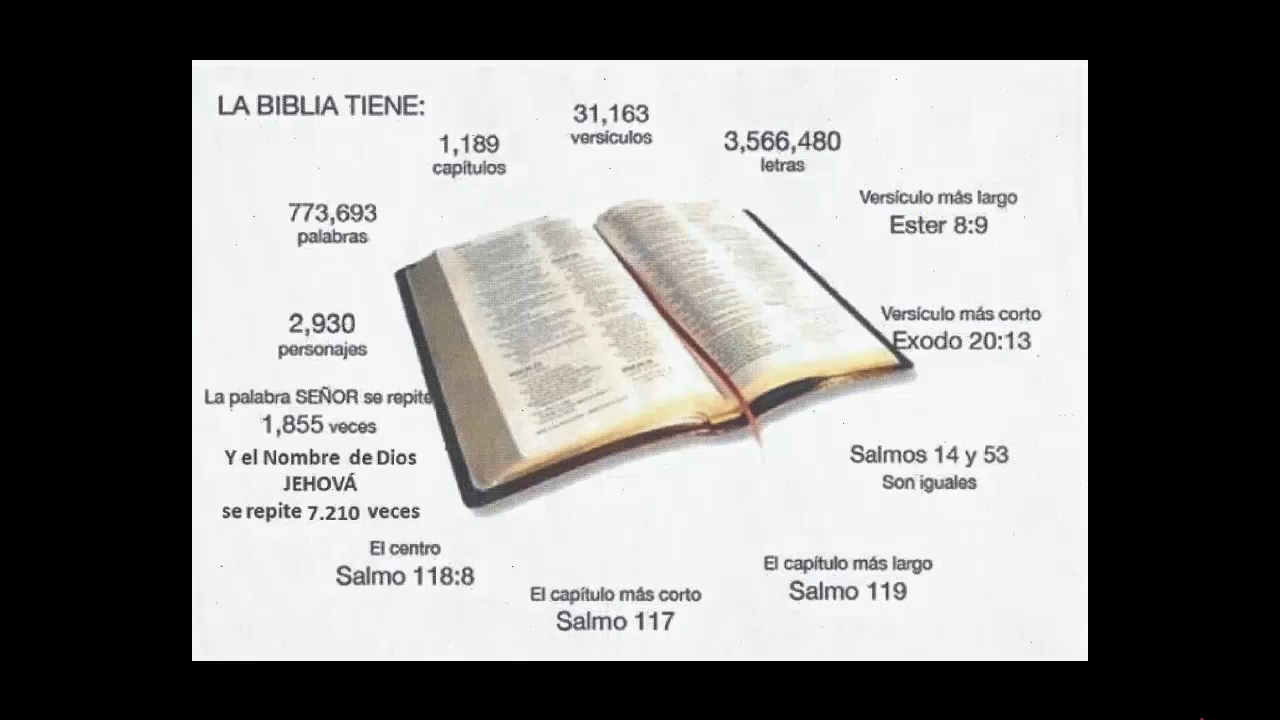 LA BIBLIA TIENE:
31,163
versículos
1,189
capítulos
3,566,480
letras
773,693
palabras
Versículo más largo
Ester 8:9
2,930
personajes
Versículo más corto
Exodo 20:13
La palabra SEÑOR se repite
1,855 veces
Y el Nombre de Dios
JEHOVÁ
se repite 7.210 veces
Salmos 14 y 53
Son iguales
El centro
Salmo 118:8
El capítulo más corto
Salmo 117
El capítulo más largo
Salmo 119